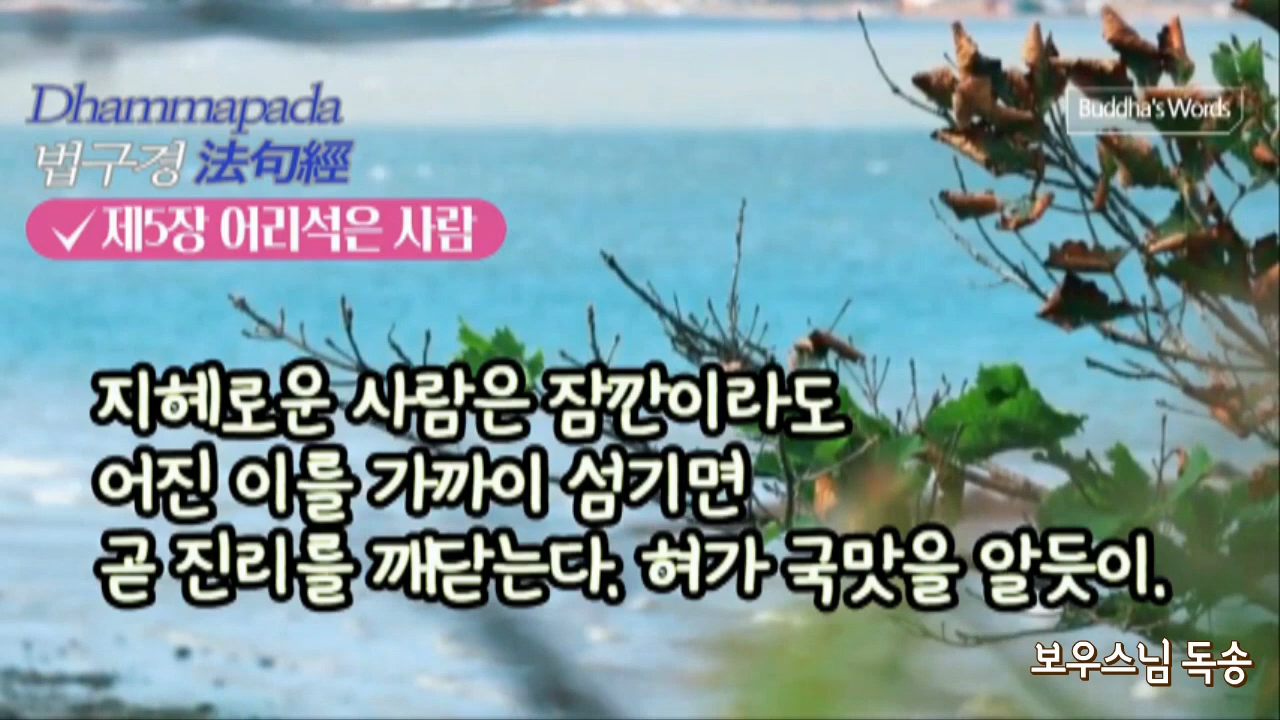 Dhammapada
법구경 法句經
제5장 어리석은 사람
Buddha's Words
지혜로운 사람은 잠깐이라도
어진 이를 가까이 섬기면
곧 진리를 깨닫는다. 혀가 국맛을 알듯이.
보우스님 독송